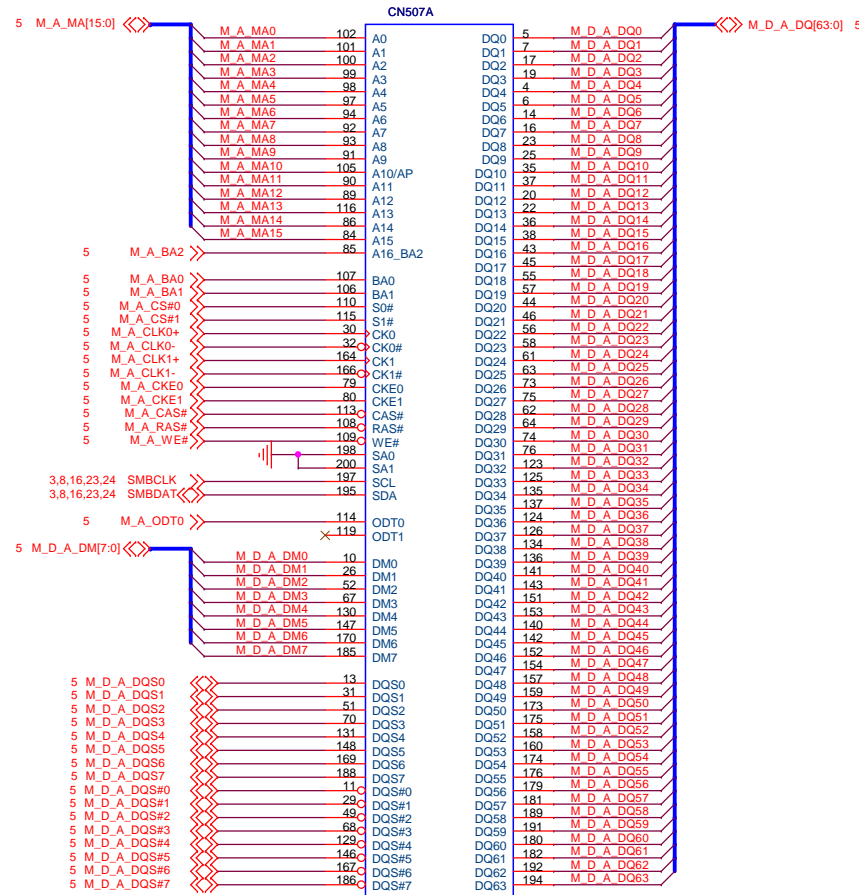 CN507A
5 M_A_MA[15:0]
M_D_A_DQ[63:0] 5
M_A_MA0 102 A0 DQ0 5 M_D_A_DQ0
M_A_MA1 101 A1 DQ1 7 M_D_A_DQ1
M_A_MA2 100 A2 DQ2 17 M_D_A_DQ2
M_A_MA3 99 A3 DQ3 19 M_D_A_DQ3
M_A_MA4 98 A4 DQ4 4 M_D_A_DQ4
M_A_MA5 97 A5 DQ5 6 M_D_A_DQ5
M_A_MA6 94 A6 DQ6 14 M_D_A_DQ6
M_A_MA7 92 A7 DQ7 16 M_D_A_DQ7
M_A_MA8 93 A8 DQ8 23 M_D_A_DQ8
M_A_MA9 91 A9 DQ9 25 M_D_A_DQ9
M_A_MA10 105 A10/AP DQ10 35 M_D_A_DQ10
M_A_MA11 90 A11 DQ11 37 M_D_A_DQ11
M_A_MA12 89 A12 DQ12 20 M_D_A_DQ12
M_A_MA13 116 A13 DQ13 22 M_D_A_DQ13
M_A_MA14 86 A14 DQ14 36 M_D_A_DQ14
M_A_MA15 84 A15 DQ15 38 M_D_A_DQ15
5 M_A_BA2 85 A16_BA2 DQ16 43 M_D_A_DQ16
DQ17 45 M_D_A_DQ17
5 M_A_BA0 107 BA0 DQ18 55 M_D_A_DQ18
5 M_A_BA1 106 BA1 DQ19 57 M_D_A_DQ19
5 M_A_CS#0 110 S0# DQ20 44 M_D_A_DQ20
5 M_A_CS#1 115 S1# DQ21 46 M_D_A_DQ21
5 M_A_CLK0+ 30 CK0 DQ22 56 M_D_A_DQ22
5 M_A_CLK0- 32 CK0# DQ23 58 M_D_A_DQ23
5 M_A_CLK1+ 164 CK1 DQ24 61 M_D_A_DQ24
5 M_A_CLK1- 166 CK1# DQ25 63 M_D_A_DQ25
5 M_A_CKE0 79 CKE0 DQ26 73 M_D_A_DQ26
5 M_A_CKE1 80 CKE1 DQ27 75 M_D_A_DQ27
5 M_A_CAS# 113 CAS# DQ28 62 M_D_A_DQ28
5 M_A_RAS# 108 RAS# DQ29 64 M_D_A_DQ29
5 M_A_WE# 109 WE# DQ30 74 M_D_A_DQ30
198 SA0 DQ31 76 M_D_A_DQ31
200 SA1 DQ32 123 M_D_A_DQ32
3,8,16,23,24 SMBCLK 197 SCL DQ33 125 M_D_A_DQ33
3,8,16,23,24 SMBDAT 195 SDA DQ34 135 M_D_A_DQ34
DQ35 137 M_D_A_DQ35
5 M_A_ODT0 114 ODT0 DQ36 124 M_D_A_DQ36
119 ODT1 DQ37 126 M_D_A_DQ37
5 M_D_A_DM[7:0] DQ38 134 M_D_A_DQ38
M_D_A_DM0 10 DM0 DQ39 136 M_D_A_DQ39
M_D_A_DM1 26 DM1 DQ40 141 M_D_A_DQ40
M_D_A_DM2 52 DM2 DQ41 143 M_D_A_DQ41
M_D_A_DM3 67 DM3 DQ42 151 M_D_A_DQ42
M_D_A_DM4 130 DM4 DQ43 153 M_D_A_DQ43
M_D_A_DM5 147 DM5 DQ44 140 M_D_A_DQ44
M_D_A_DM6 170 DM6 DQ45 142 M_D_A_DQ45
M_D_A_DM7 185 DM7 DQ46 152 M_D_A_DQ46
DQ47 154 M_D_A_DQ47
5 M_D_A_DQS0 13 DQS0 DQ48 157 M_D_A_DQ48
5 M_D_A_DQS1 31 DQS1 DQ49 159 M_D_A_DQ49
5 M_D_A_DQS2 51 DQS2 DQ50 173 M_D_A_DQ50
5 M_D_A_DQS3 70 DQS3 DQ51 175 M_D_A_DQ51
5 M_D_A_DQS4 131 DQS4 DQ52 158 M_D_A_DQ52
5 M_D_A_DQS5 148 DQS5 DQ53 160 M_D_A_DQ53
5 M_D_A_DQS6 169 DQS6 DQ54 174 M_D_A_DQ54
5 M_D_A_DQS7 188 DQS7 DQ55 176 M_D_A_DQ55
5 M_D_A_DQS#0 11 DQS#0 DQ56 179 M_D_A_DQ56
5 M_D_A_DQS#1 29 DQS#1 DQ57 181 M_D_A_DQ57
5 M_D_A_DQS#2 49 DQS#2 DQ58 189 M_D_A_DQ58
5 M_D_A_DQS#3 68 DQS#3 DQ59 191 M_D_A_DQ59
5 M_D_A_DQS#4 129 DQS#4 DQ60 180 M_D_A_DQ60
5 M_D_A_DQS#5 146 DQS#5 DQ61 182 M_D_A_DQ61
5 M_D_A_DQS#6 167 DQS#6 DQ62 192 M_D_A_DQ62
5 M_D_A_DQS#7 186 DQS#7 DQ63 194 M_D_A_DQ63